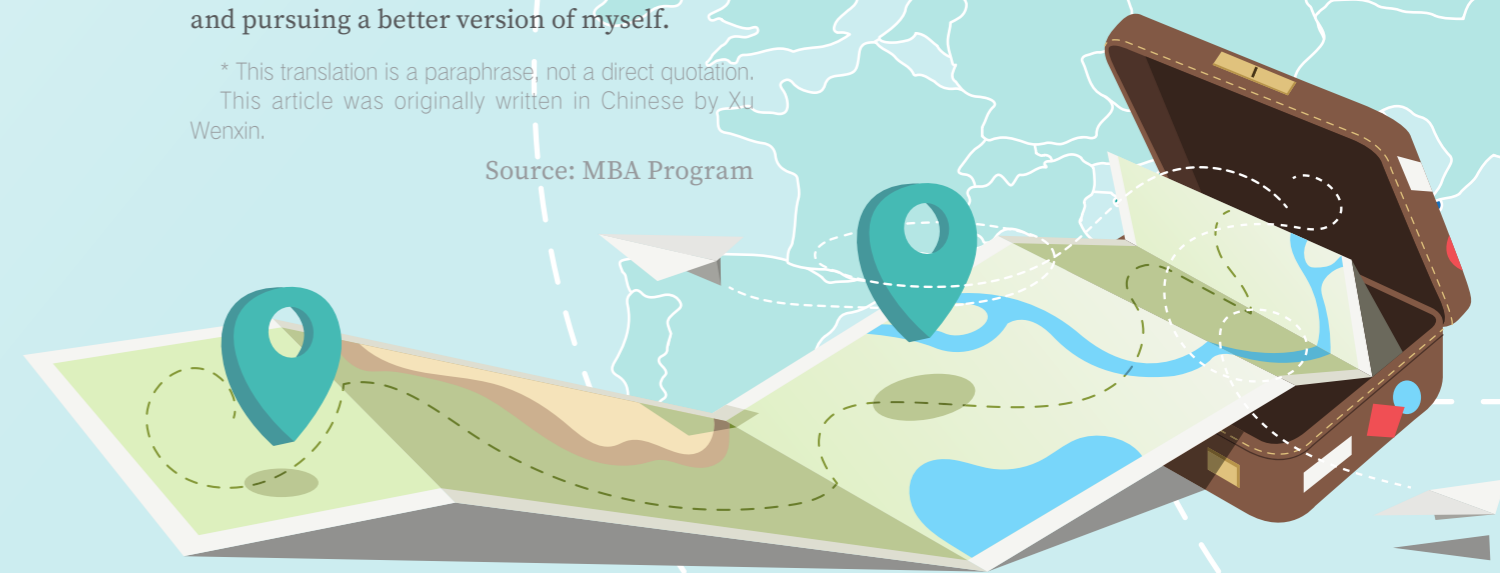 and pursuing a better version of myself.
* This translation is a paraphrase, not a direct quotation.
This article was originally written in Chinese by Xu
Wenxin.
Source: MBA Program